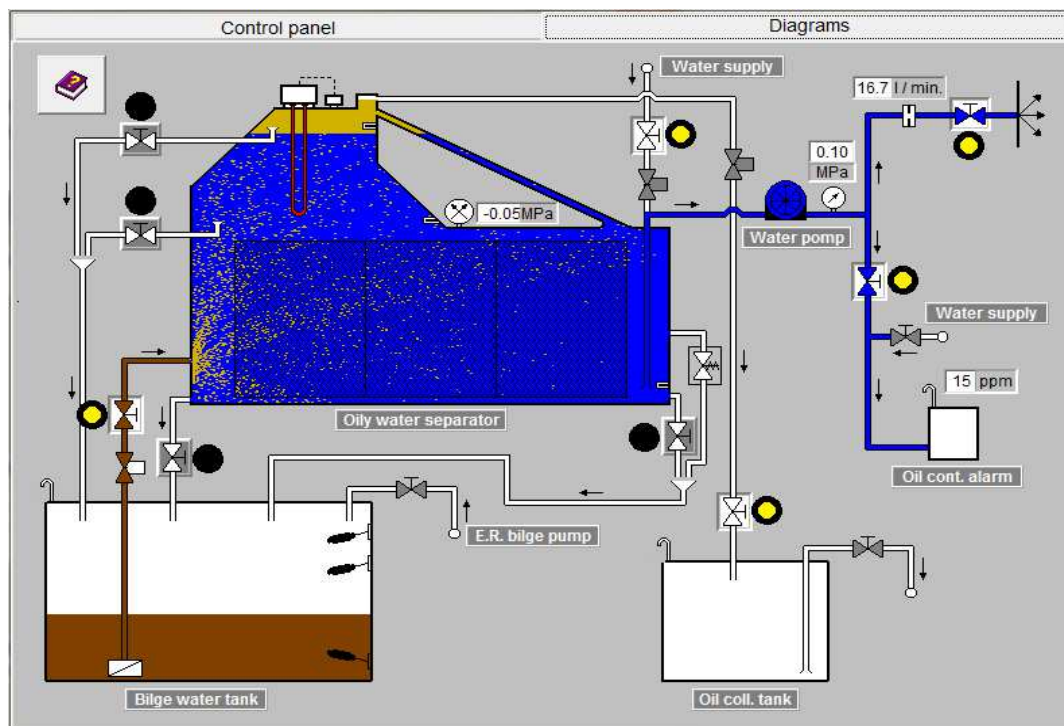 Control panel
Diagrams
?
Water supply
16.7 l / min.
0.10
MPa
-0.05MPa
Water pomp
Water supply
15 ppm
Oily water separator
Oil cont. alarm
E.R. bilge pump
Bilge water tank
Oil coll. tank